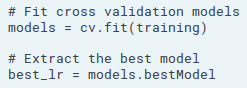 # Fit cross validation models
models = cv.fit(training)
# Extract the best model
best_lr = models.bestModel